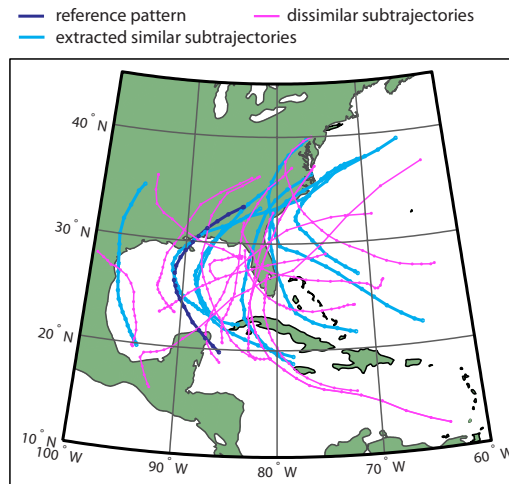 reference pattern
dissimilar subtrajectories
extracted similar subtrajectories
40° N
30° N
20° N
10° N
100° W
90° W
80° W
70° W
60° W